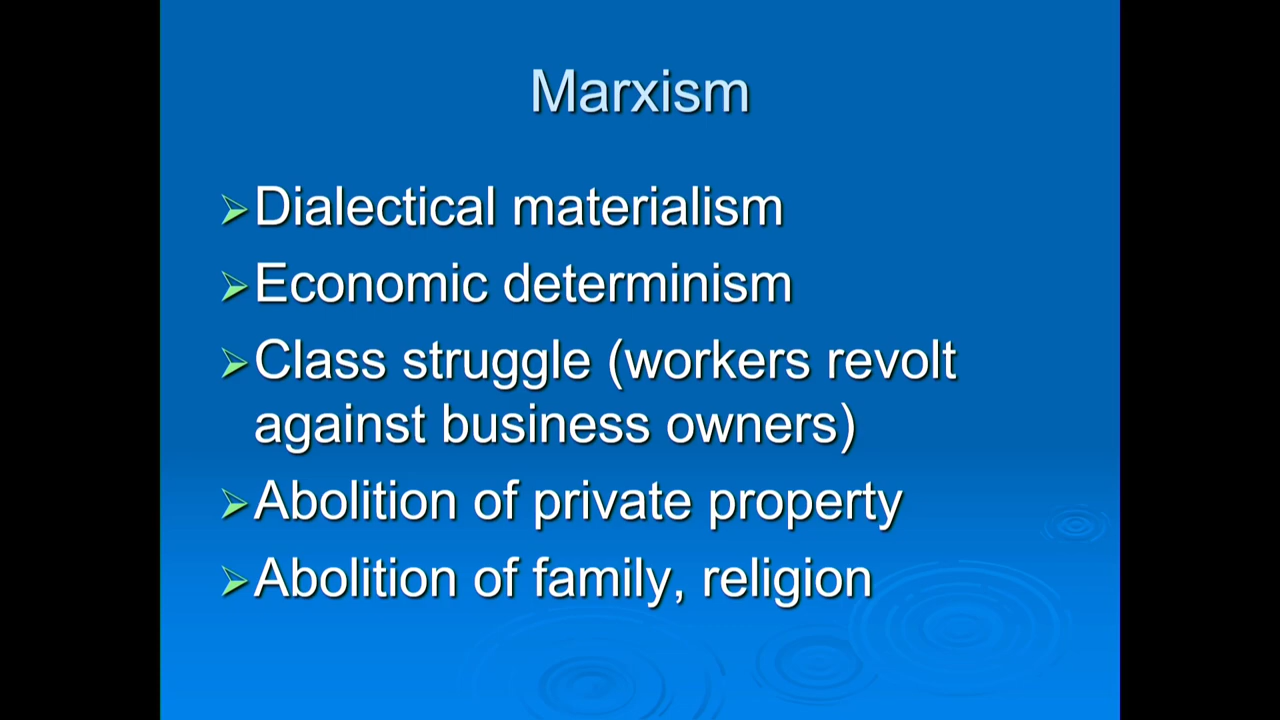 Marxism
Dialectical materialism
Economic determinism
Class struggle (workers revolt
against business owners)
Abolition of private property
Abolition of family, religion